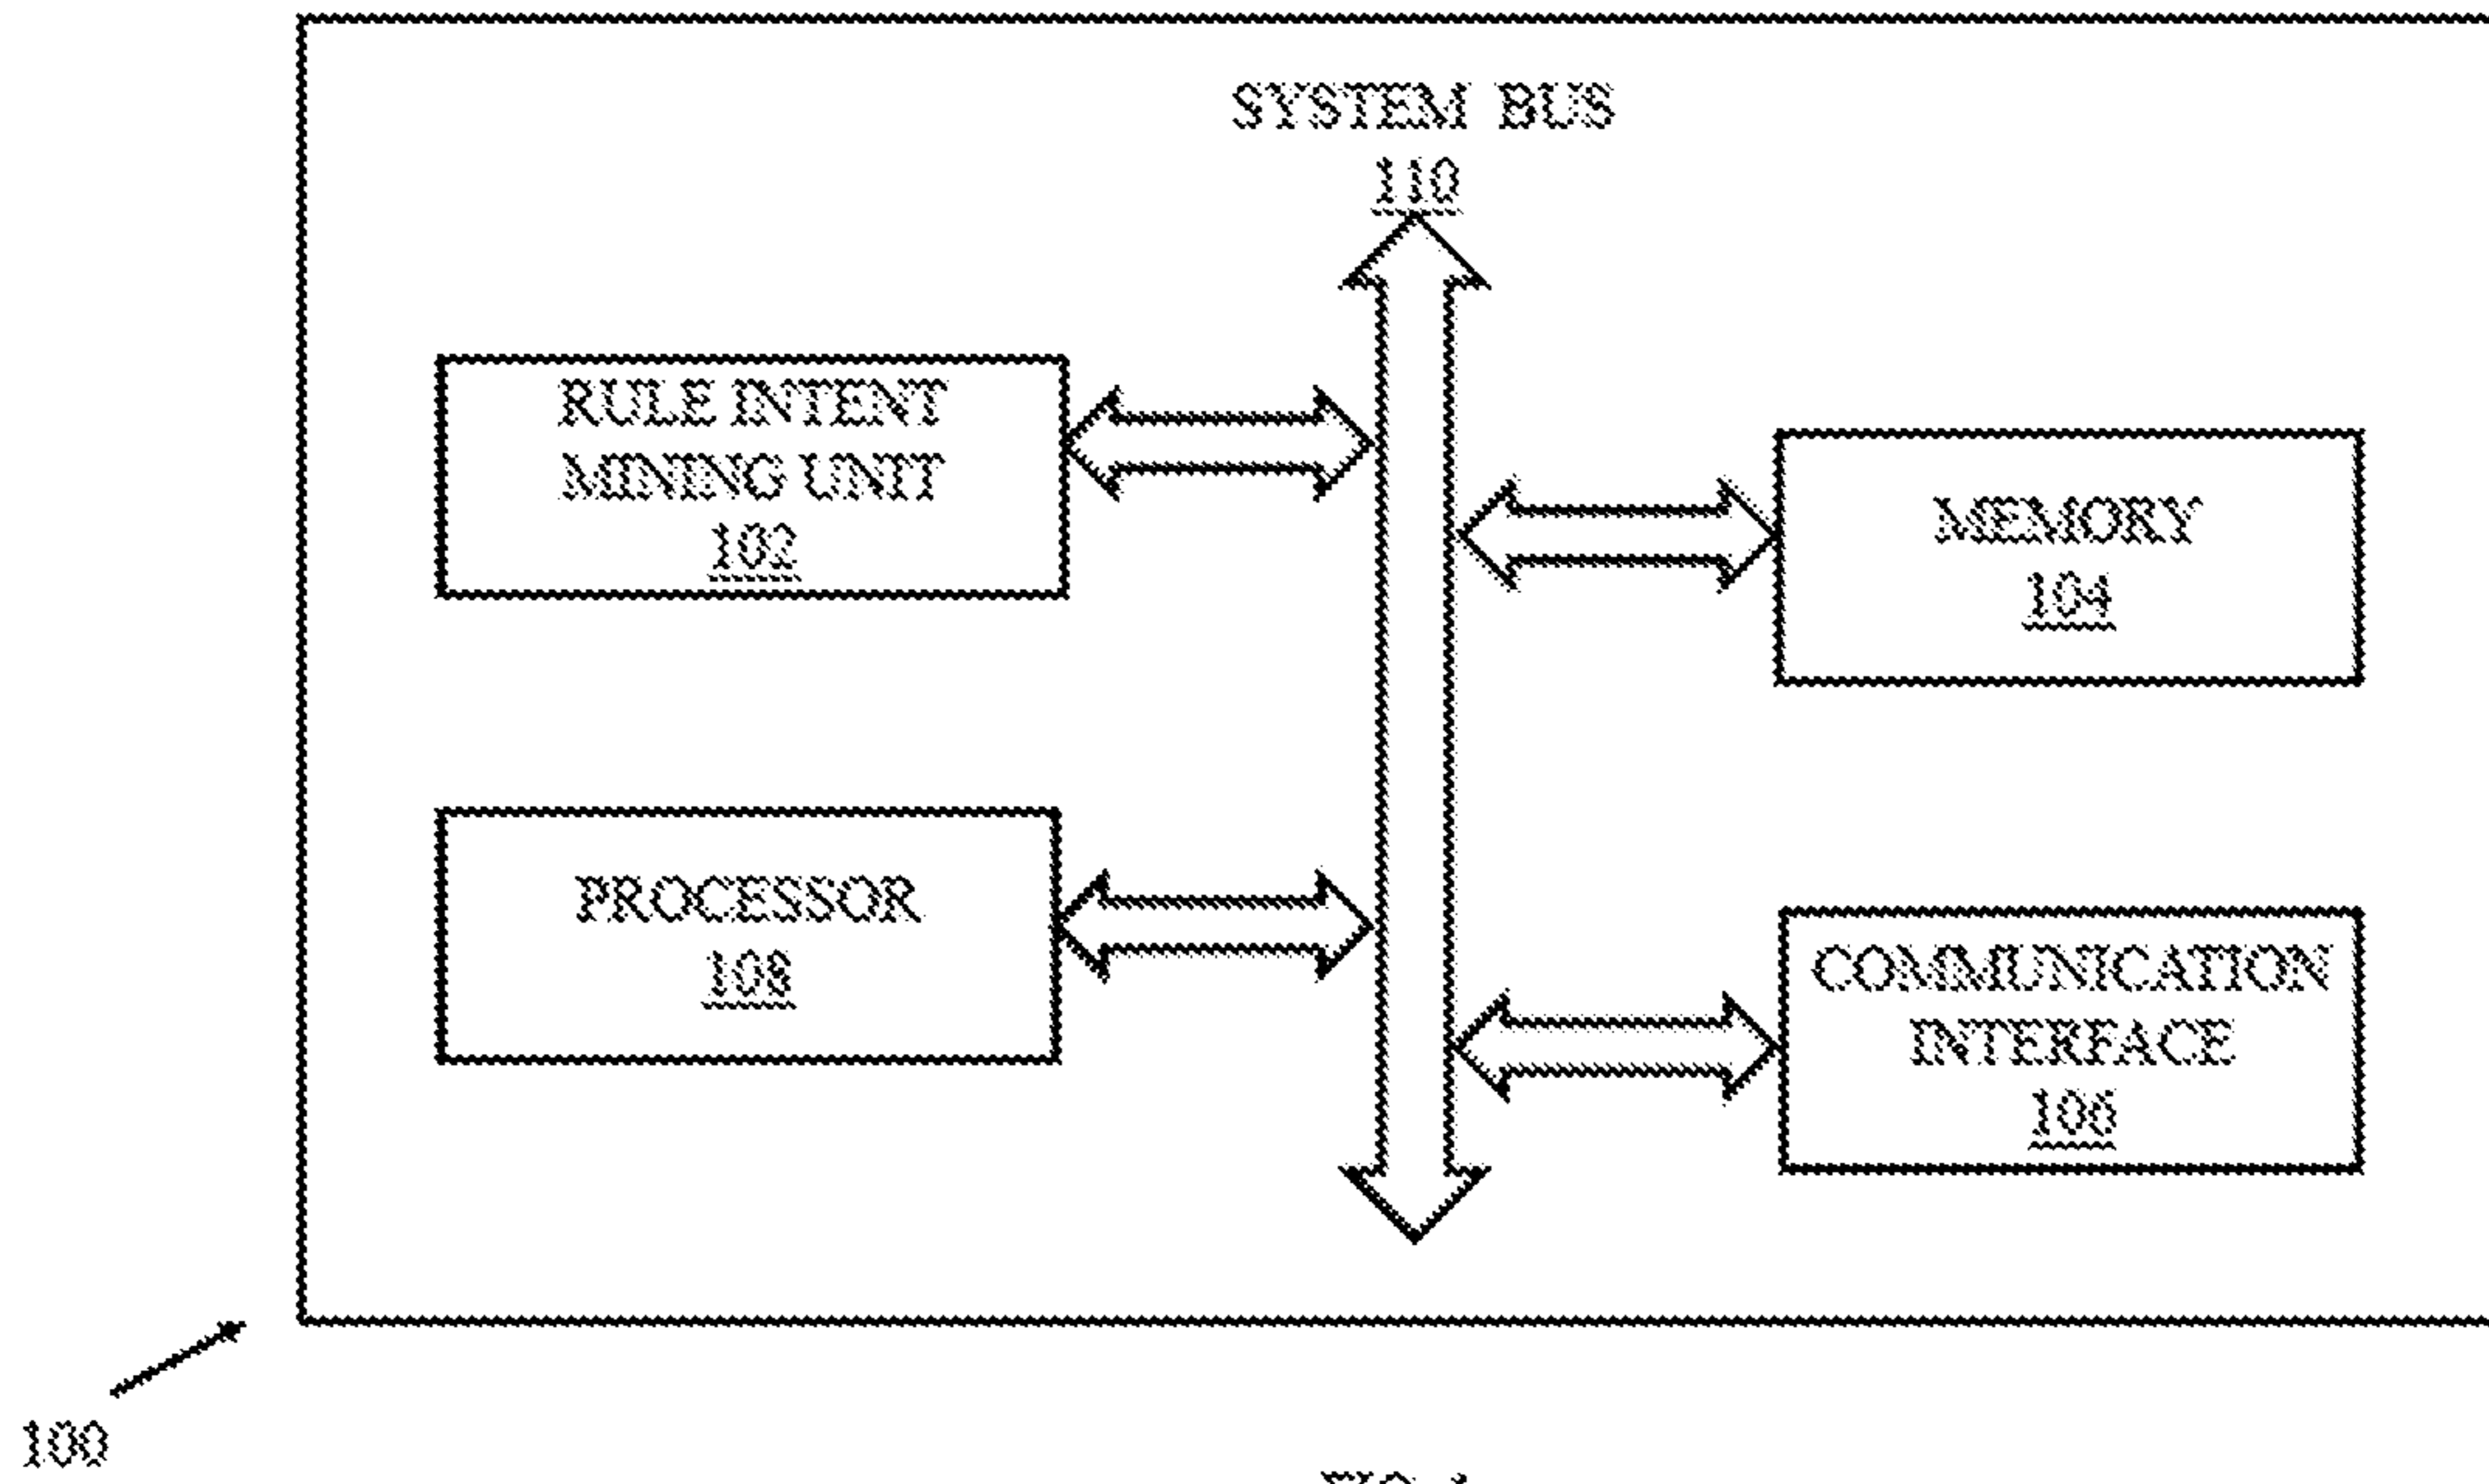 SYSTEM BUS
110
RULE INTENT
MINING UNIT
102
MEMORY
104
PROCESSOR
108
COMMUNICATION
INTERFACE
106
100